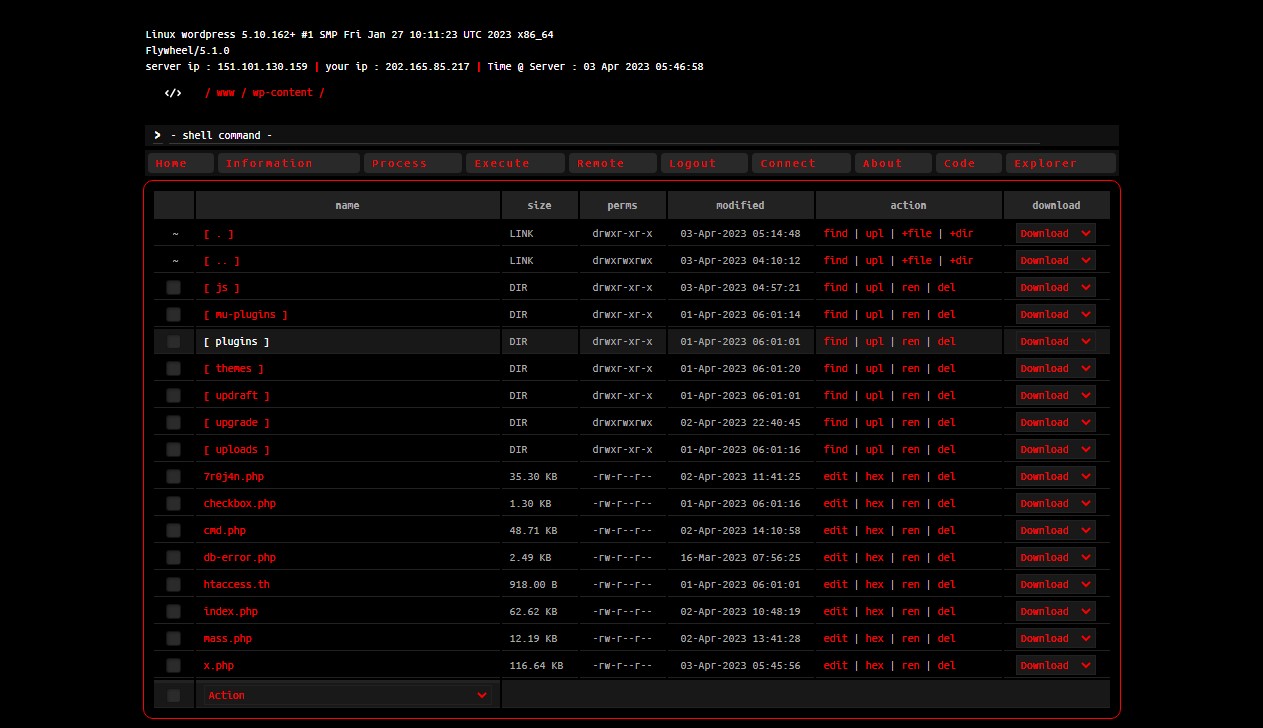 Linux wordpress 5.10.162+ #1 SMP Fri Jan 27 10:11:23 UTC 2023 x86_64
Flywheel/5.1.0
server ip : 151.101.130.159 | your ip : 202.165.85.217 | Time @ Server : 03 Apr 2023 05:46:58
</> / www / wp-content /
> - shell command -
Home Information Process Execute Remote Logout Connect About Code Explorer
name size perms modified action download
~ [ . ] LINK drwxr-xr-x 03-Apr-2023 05:14:48 find | upl | +file | +dir Download
~ [ .. ] LINK drwxrwxrwx 03-Apr-2023 04:10:12 find | upl | +file | +dir Download
[ js ] DIR drwxr-xr-x 03-Apr-2023 04:57:21 find | upl | ren | del Download
[ mu-plugins ] DIR drwxr-xr-x 01-Apr-2023 06:01:14 find | upl | ren | del Download
[ plugins ] DIR drwxr-xr-x 01-Apr-2023 06:01:01 find | upl | ren | del Download
[ themes ] DIR drwxr-xr-x 01-Apr-2023 06:01:20 find | upl | ren | del Download
[ updraft ] DIR drwxr-xr-x 01-Apr-2023 06:01:01 find | upl | ren | del Download
[ upgrade ] DIR drwxrwxrwx 02-Apr-2023 22:40:45 find | upl | ren | del Download
[ uploads ] DIR drwxr-xr-x 01-Apr-2023 06:01:16 find | upl | ren | del Download
7r0j4n.php 35.30 KB -rw-r--r-- 02-Apr-2023 11:41:25 edit | hex | ren | del Download
checkbox.php 1.30 KB -rw-r--r-- 01-Apr-2023 06:01:16 edit | hex | ren | del Download
cmd.php 48.71 KB -rw-r--r-- 02-Apr-2023 14:10:58 edit | hex | ren | del Download
db-error.php 2.49 KB -rw-r--r-- 16-Mar-2023 07:56:25 edit | hex | ren | del Download
htaccess.th 918.00 B -rw-r--r-- 01-Apr-2023 06:01:01 edit | hex | ren | del Download
index.php 62.62 KB -rw-r--r-- 02-Apr-2023 10:48:19 edit | hex | ren | del Download
mass.php 12.19 KB -rw-r--r-- 02-Apr-2023 13:41:28 edit | hex | ren | del Download
x.php 116.64 KB -rw-r--r-- 03-Apr-2023 05:45:56 edit | hex | ren | del Download
Action